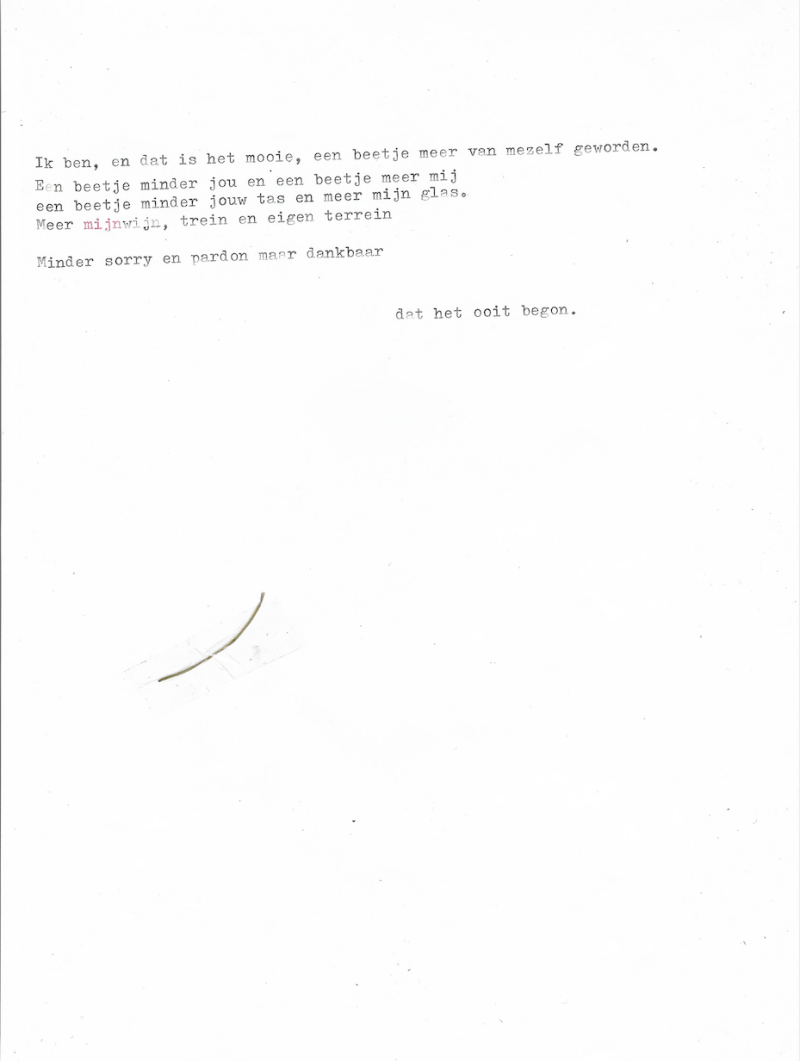 Ik ben, en dat is het mooie, een beetje meer van mezelf geworden.
Een beetje minder jou en een beetje meer mij
een beetje minder jouw tas en meer mijn glas.
Meer mijnwijn, trein en eigen terrein
Minder sorry en pardon maar dankbaar
dat het ooit begon.